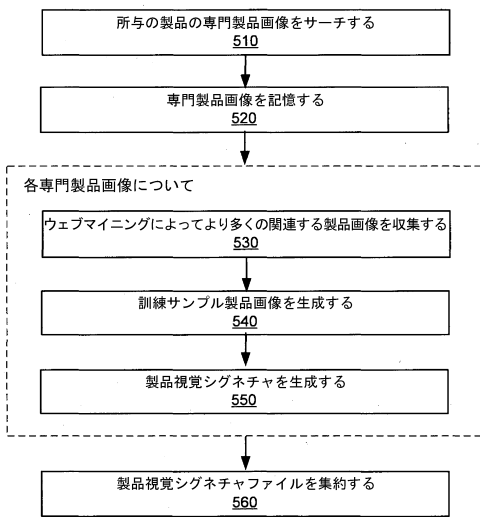 所与の製品の専門製品画像をサーチする
510
専門製品画像を記憶する
520
各専門製品画像について
ウェブマイニングによってより多くの関連する製品画像を収集する
530
訓練サンプル製品画像を生成する
540
製品視覚シグネチャを生成する
550
製品視覚シグネチャファイルを集約する
560